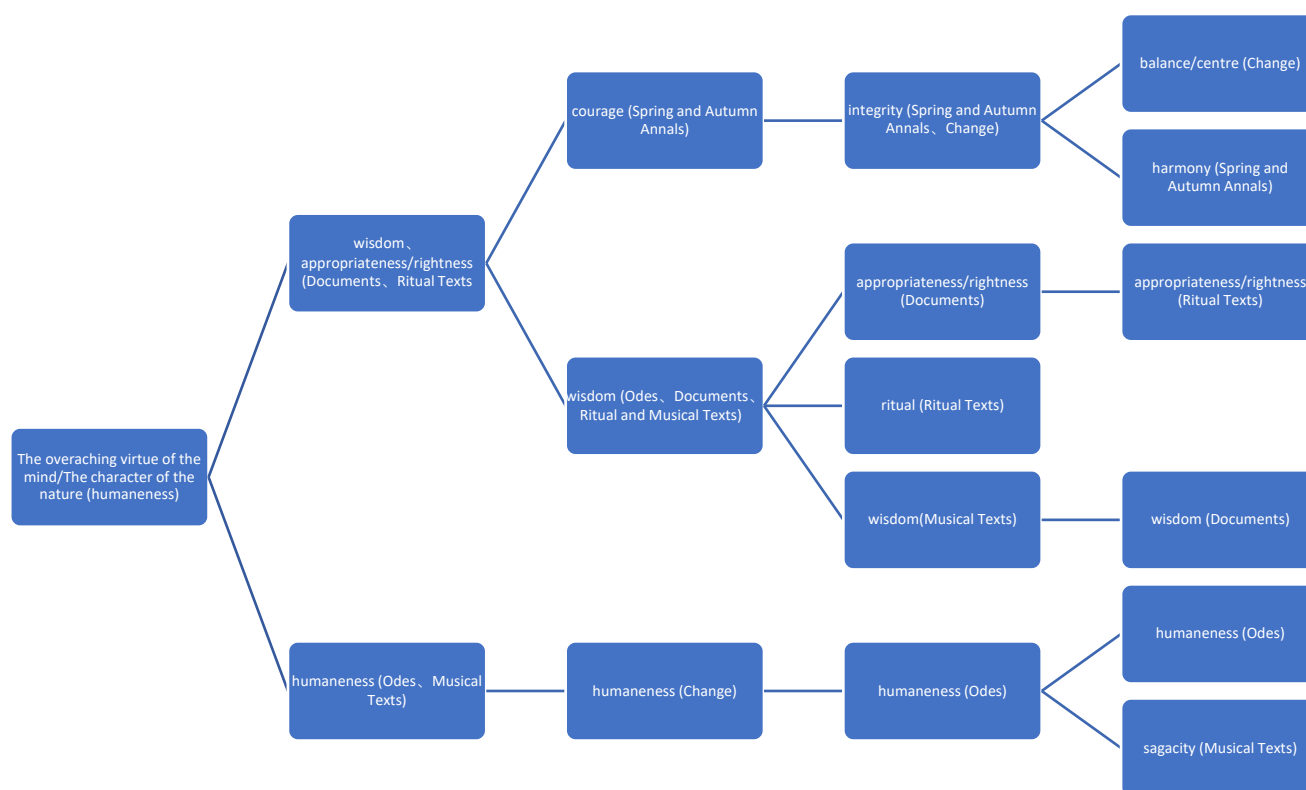 The overaching virtue of the
mind/The character of the
nature (humaneness)
wisdom、
appropriateness/rightness
(Documents、Ritual Texts
humaneness (Odes、Musical
Texts)
courage (Spring and Autumn
Annals)
wisdom (Odes、Documents、
Ritual and Musical Texts)
humaneness (Change)
integrity (Spring and Autumn
Annals、Change)
appropriateness/rightness
(Documents)
ritual (Ritual Texts)
wisdom(Musical Texts)
humaneness (Odes)
balance/centre (Change)
harmony (Spring and
Autumn Annals)
appropriateness/rightness
(Ritual Texts)
wisdom (Documents)
humaneness (Odes)
sagacity (Musical Texts)